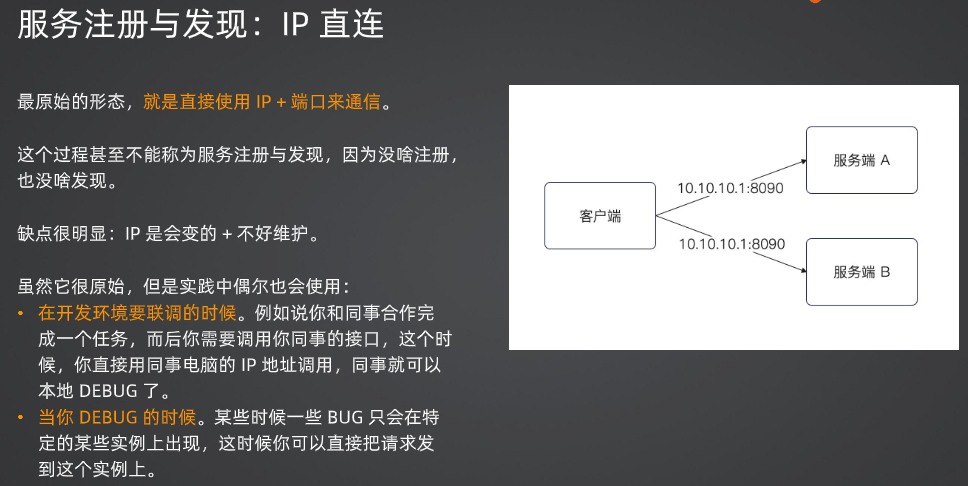 服务注册与发现：IP 直连
最原始的形态，就是直接使用 IP + 端口来通信。
这个过程甚至不能称为服务注册与发现，因为没啥注册，
也没啥发现。
缺点很明显：IP 是会变的 + 不好维护。
虽然它很原始，但是实践中偶尔也会使用：
• 在开发环境要联调的时候。例如说你和同事合作完
成一个任务，而后你需要调用你同事的接口，这个时
候，你直接用同事电脑的 IP 地址调用，同事就可以
本地 DEBUG 了。
• 当你 DEBUG 的时候。某些时候一些 BUG 只会在特
定的某些实例上出现，这时候你可以直接把请求发
到这个实例上。
客户端
10.10.10.1:8090
服务端 A
10.10.10.1:8090
服务端 B